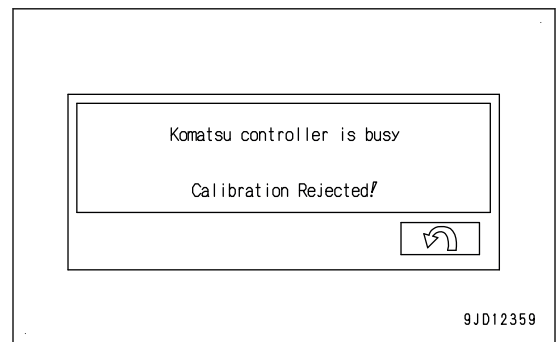 Komatsu controller is busy
Calibration Rejected!
9JD12359